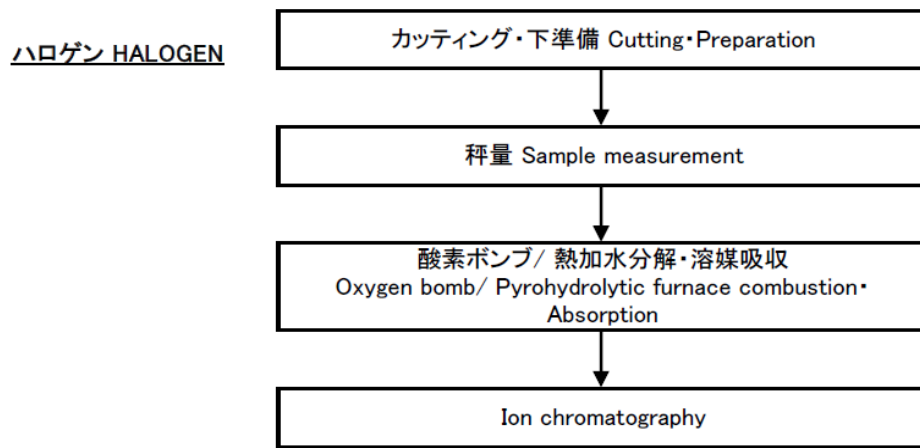 ハロゲン HALOGEN
カッティング・下準備 Cutting・Preparation
秤量 Sample measurement
酸素ボンブ/ 熱加水分解・溶媒吸収
Oxygen bomb/ Pyrohydrolytic furnace combustion・
Absorption
Ion chromatography